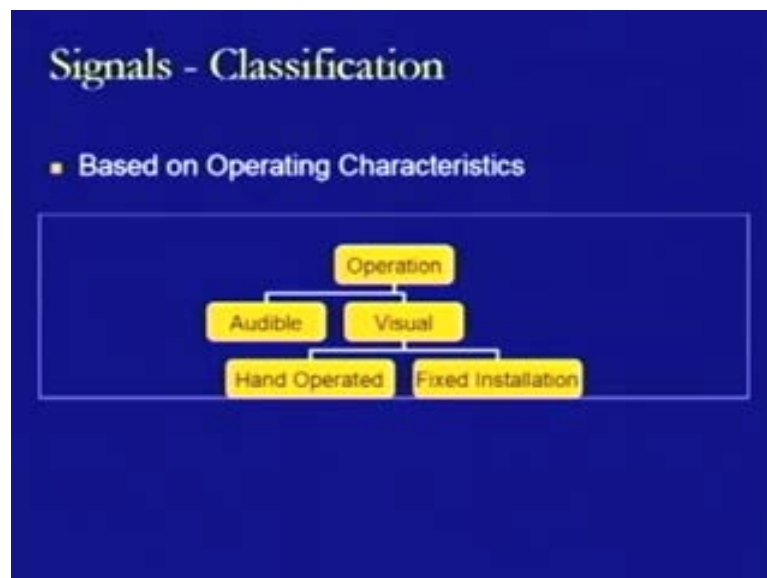 Signals - Classification
Based on Operating Characteristics
Operation
Audible
Visual
Hand Operated
Fixed Installation